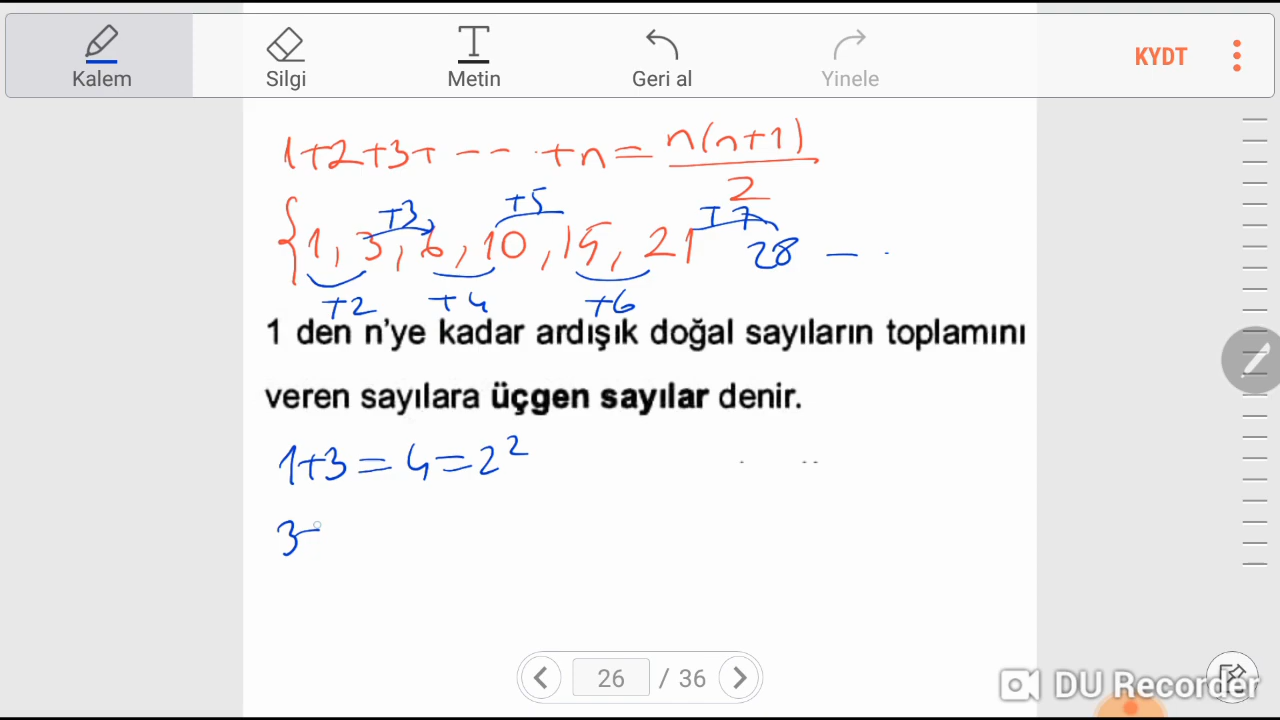 Kalem Silgi Metin Geri al Yinele KYDT
1+2+3+ -- . +n = n(n+1)/2
+3 +5 +7
{1, 3, 6, 10, 15, 21 28 - .
+2 +4 +6
1 den n'ye kadar ardışık doğal sayıların toplamını
veren sayılara üçgen sayılar denir.
1+3 = 4 = 2²
3-
26 / 36
DU Recorder